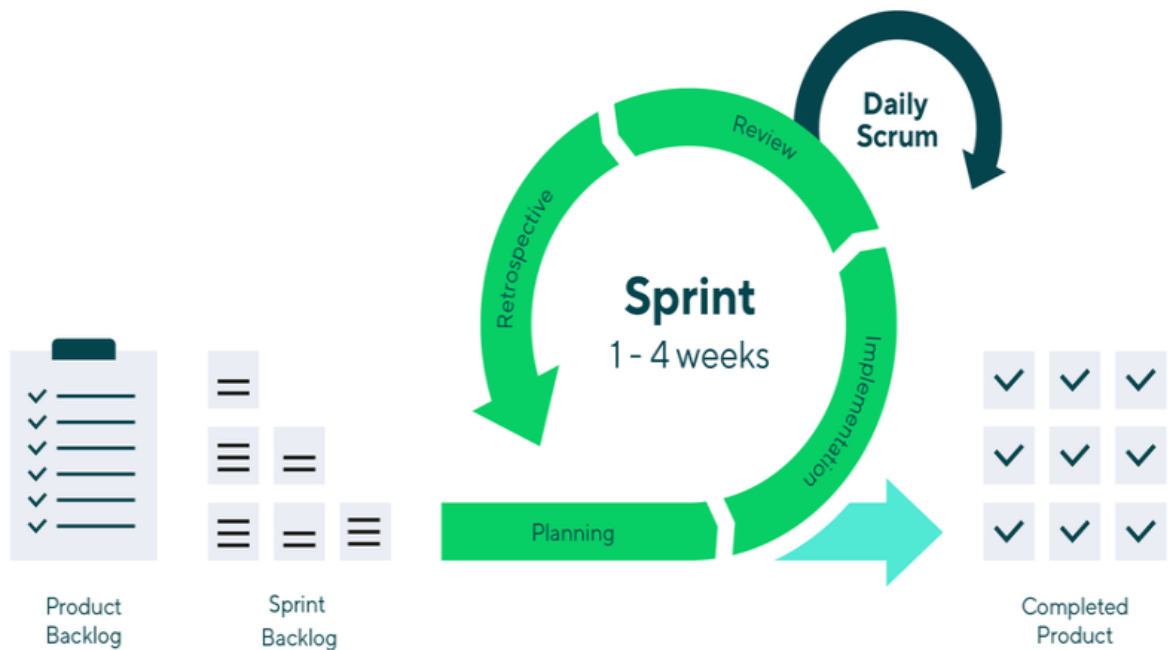 Daily
Scrum
Review
Retrospective
Sprint
1 - 4 weeks
Implementation
Planning
Product
Backlog
Sprint
Backlog
Completed
Product